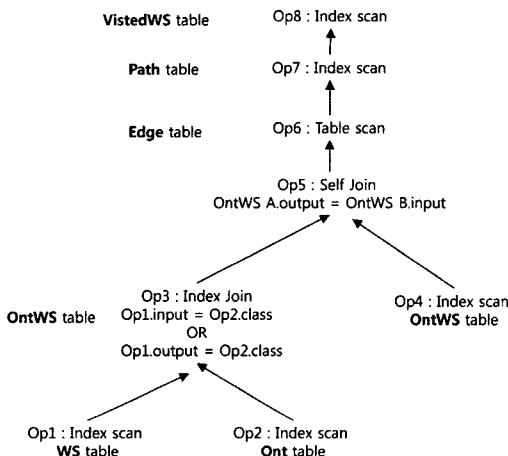 VistedWS table
Op8 : Index scan
Path table
Op7 : Index scan
Edge table
Op6 : Table scan
Op5 : Self Join
OntWS A.output = OntWS B.input
OntWS table
Op3 : Index Join
Op1.input = Op2.class
OR
Op1.output = Op2.class
Op4 : Index scan
OntWS table
Op1 : Index scan
WS table
Op2 : Index scan
Ont table